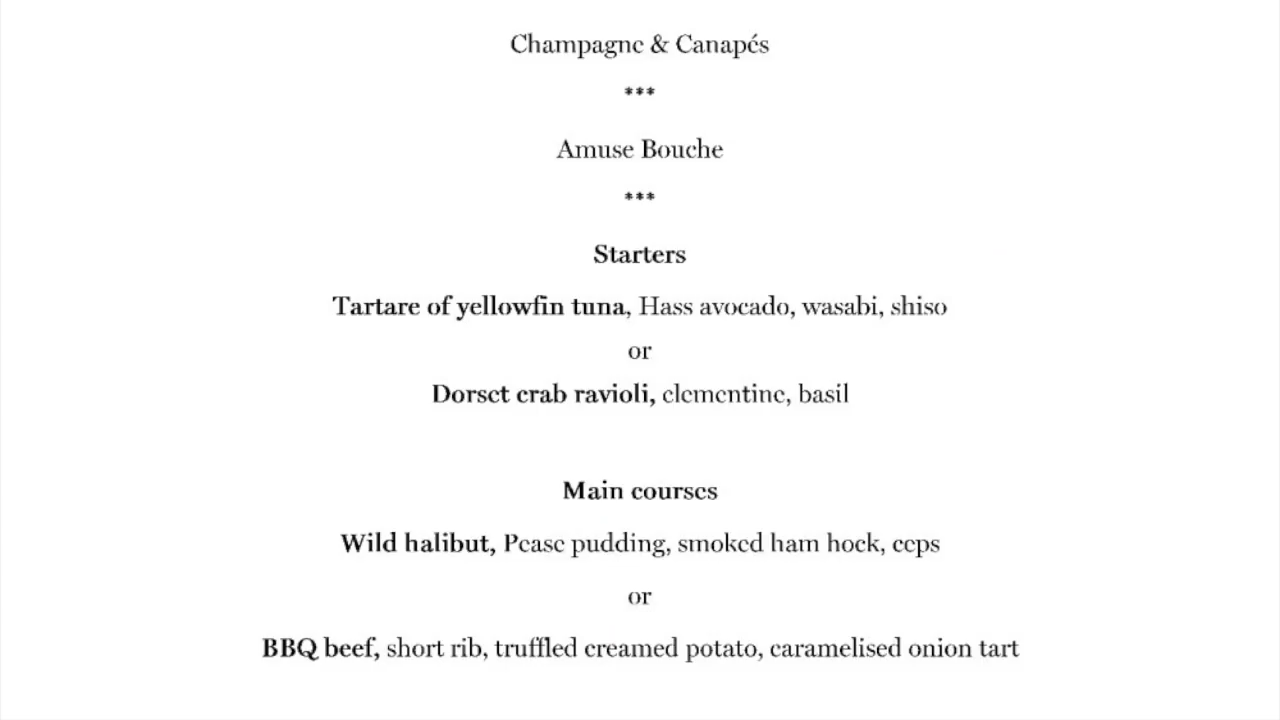 Champagne & Canapés
***
Amuse Bouche
***
Starters
Tartare of yellowfin tuna, Hass avocado, wasabi, shiso
or
Dorset crab ravioli, clementine, basil
Main courses
Wild halibut, Pease pudding, smoked ham hock, ceps
or
BBQ beef, short rib, truffled creamed potato, caramelised onion tart